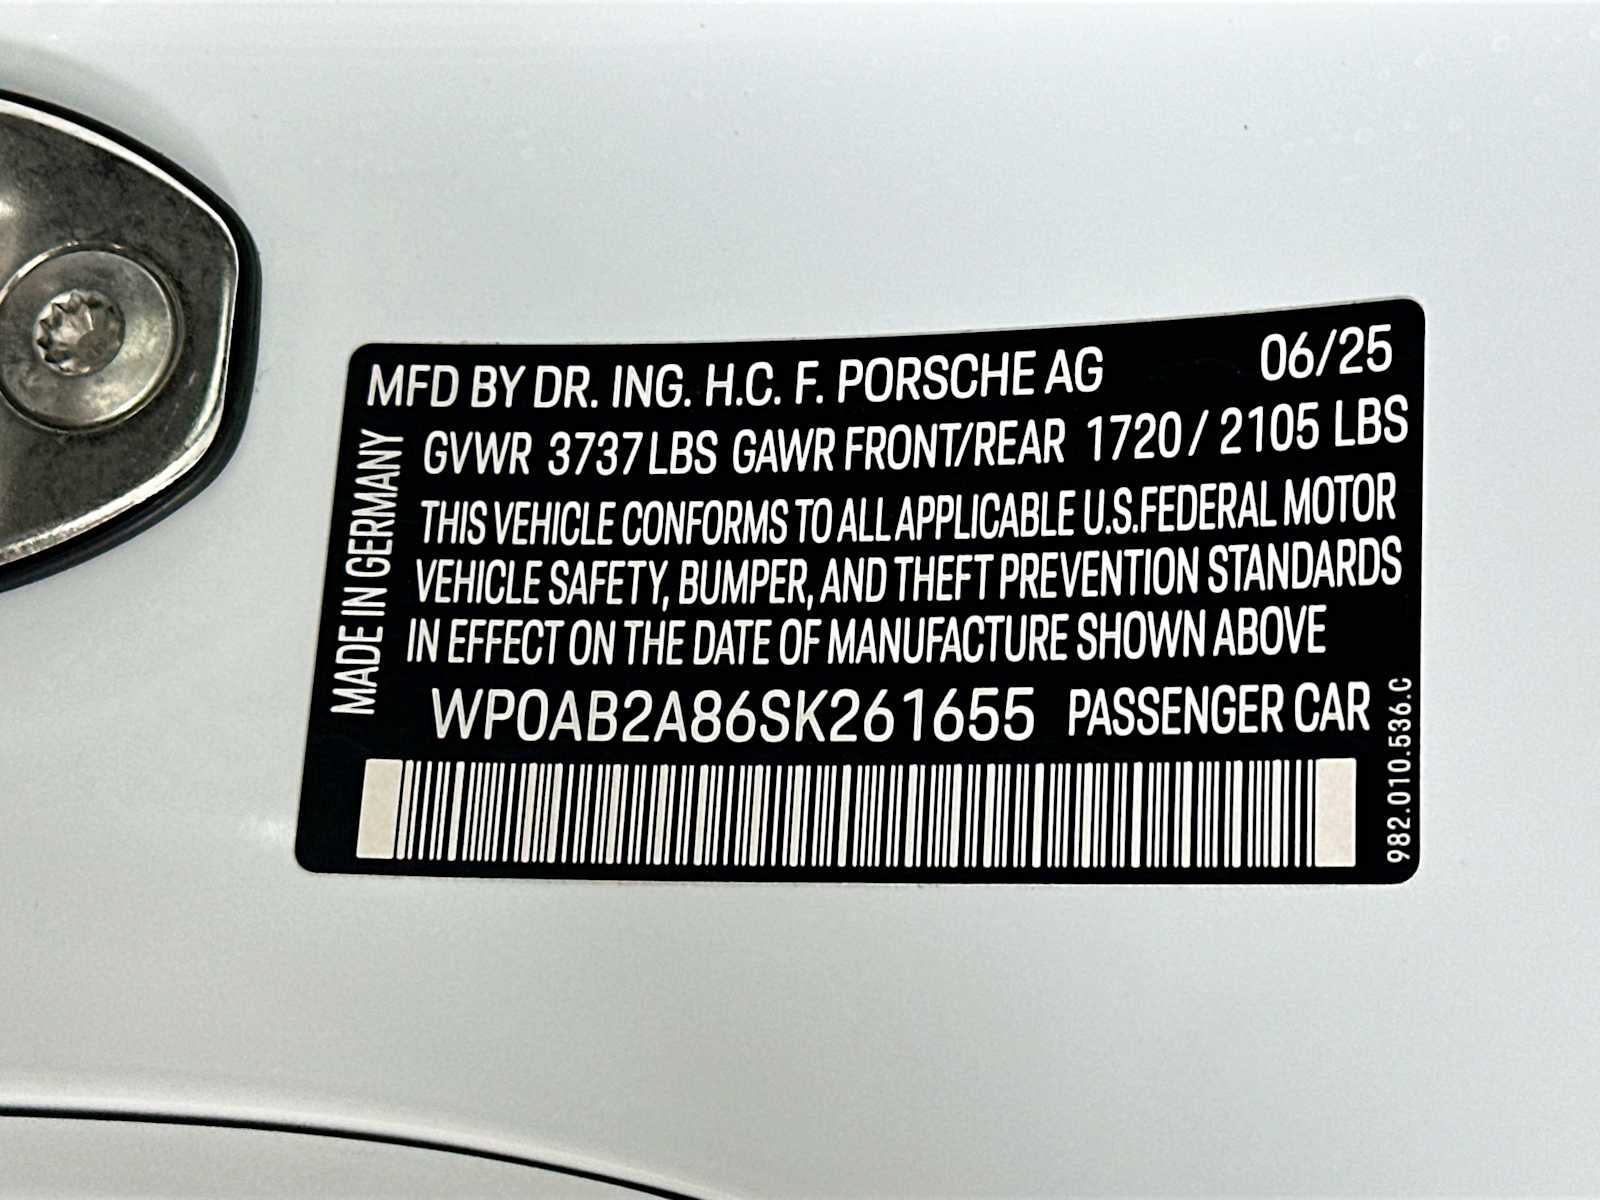 MFD BY DR. ING. H.C. F. PORSCHE AG 06/25
GVWR 3737 LBS GAWR FRONT/REAR 1720 / 2105 LBS
THIS VEHICLE CONFORMS TO ALL APPLICABLE U.S.FEDERAL MOTOR
VEHICLE SAFETY, BUMPER, AND THEFT PREVENTION STANDARDS
IN EFFECT ON THE DATE OF MANUFACTURE SHOWN ABOVE
WP0AB2A86SK261655 PASSENGER CAR
MADE IN GERMANY
982.010.536.C